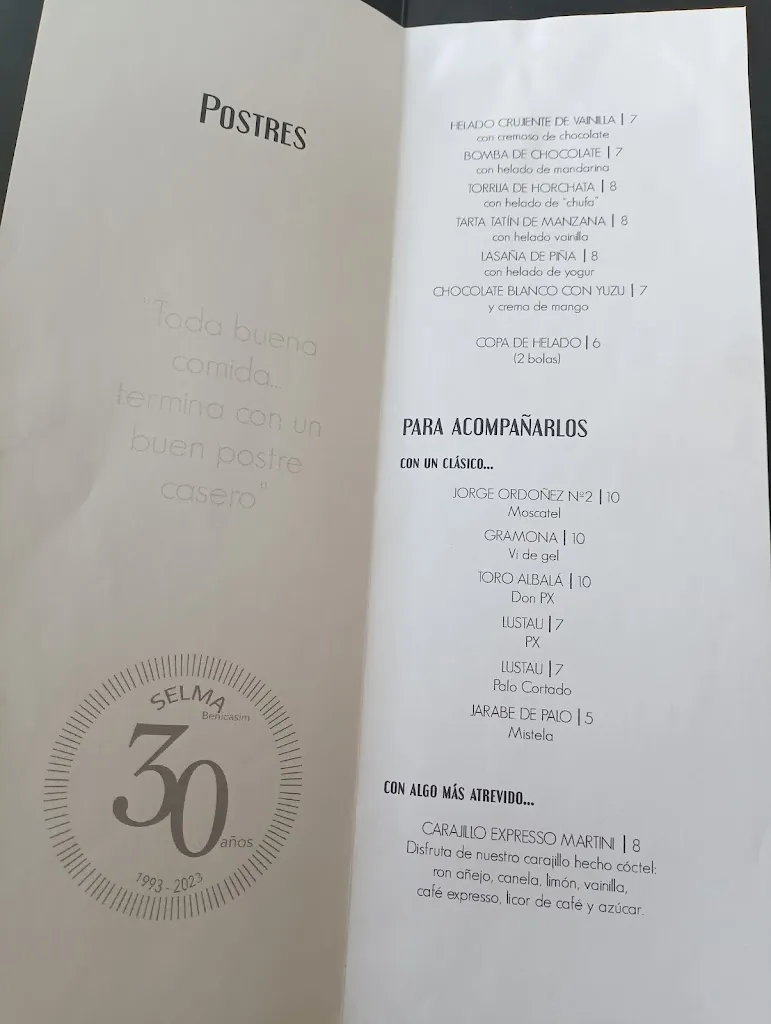 POSTRES
"Toda buena
comida...
termina con un
buen postre
casero"
SELMA
Benicasim
30
años
1993 - 2023
HELADO CRUJIENTE DE VAINILLA | 7
con cremoso de chocolate
BOMBA DE CHOCOLATE | 7
con helado de mandarina
TORRIJA DE HORCHATA | 8
con helado de "chufa"
TARTA TATÍN DE MANZANA | 8
con helado vainilla
LASAÑA DE PIÑA | 8
con helado de yogur
CHOCOLATE BLANCO CON YUZU | 7
y crema de mango
COPA DE HELADO | 6
(2 bolas)
PARA ACOMPAÑARLOS
CON UN CLÁSICO...
JORGE ORDOÑEZ Nº2 | 10
Moscatel
GRAMONA | 10
Vi de gel
TORO ALBALÁ | 10
Don PX
LUSTAU | 7
PX
LUSTAU | 7
Palo Cortado
JARABE DE PALO | 5
Mistela
CON ALGO MÁS ATREVIDO...
CARAJILLO EXPRESSO MARTINI | 8
Disfruta de nuestro carajillo hecho cóctel:
ron añejo, canela, limón, vainilla,
café expresso, licor de café y azúcar.